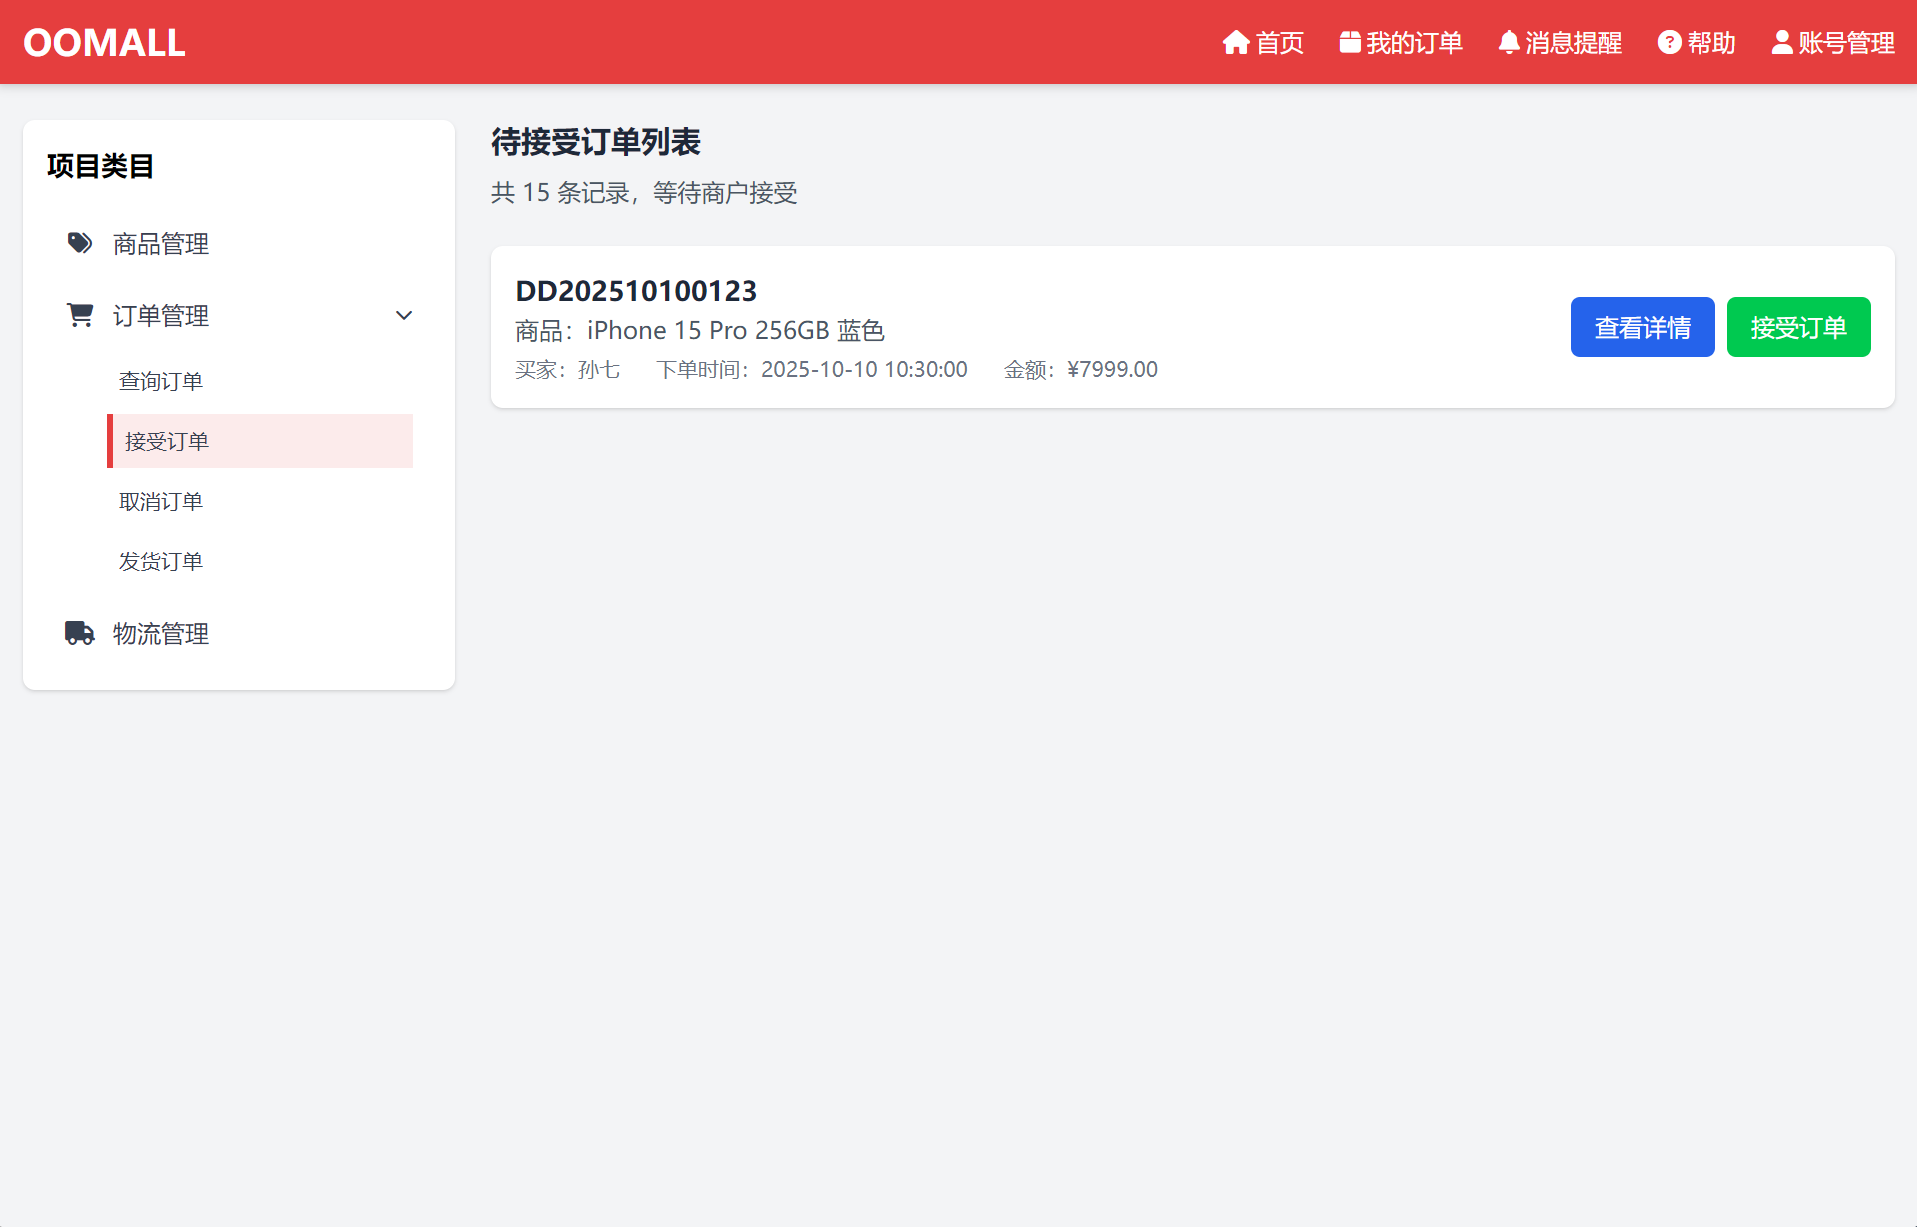 OOMALL
首页 我的订单 消息提醒 帮助 账号管理
项目类目
商品管理
订单管理
查询订单
接受订单
取消订单
发货订单
物流管理
待接受订单列表
共 15 条记录，等待商户接受
DD202510100123
商品：iPhone 15 Pro 256GB 蓝色
买家：孙七 下单时间：2025-10-10 10:30:00 金额：¥7999.00
查看详情 接受订单